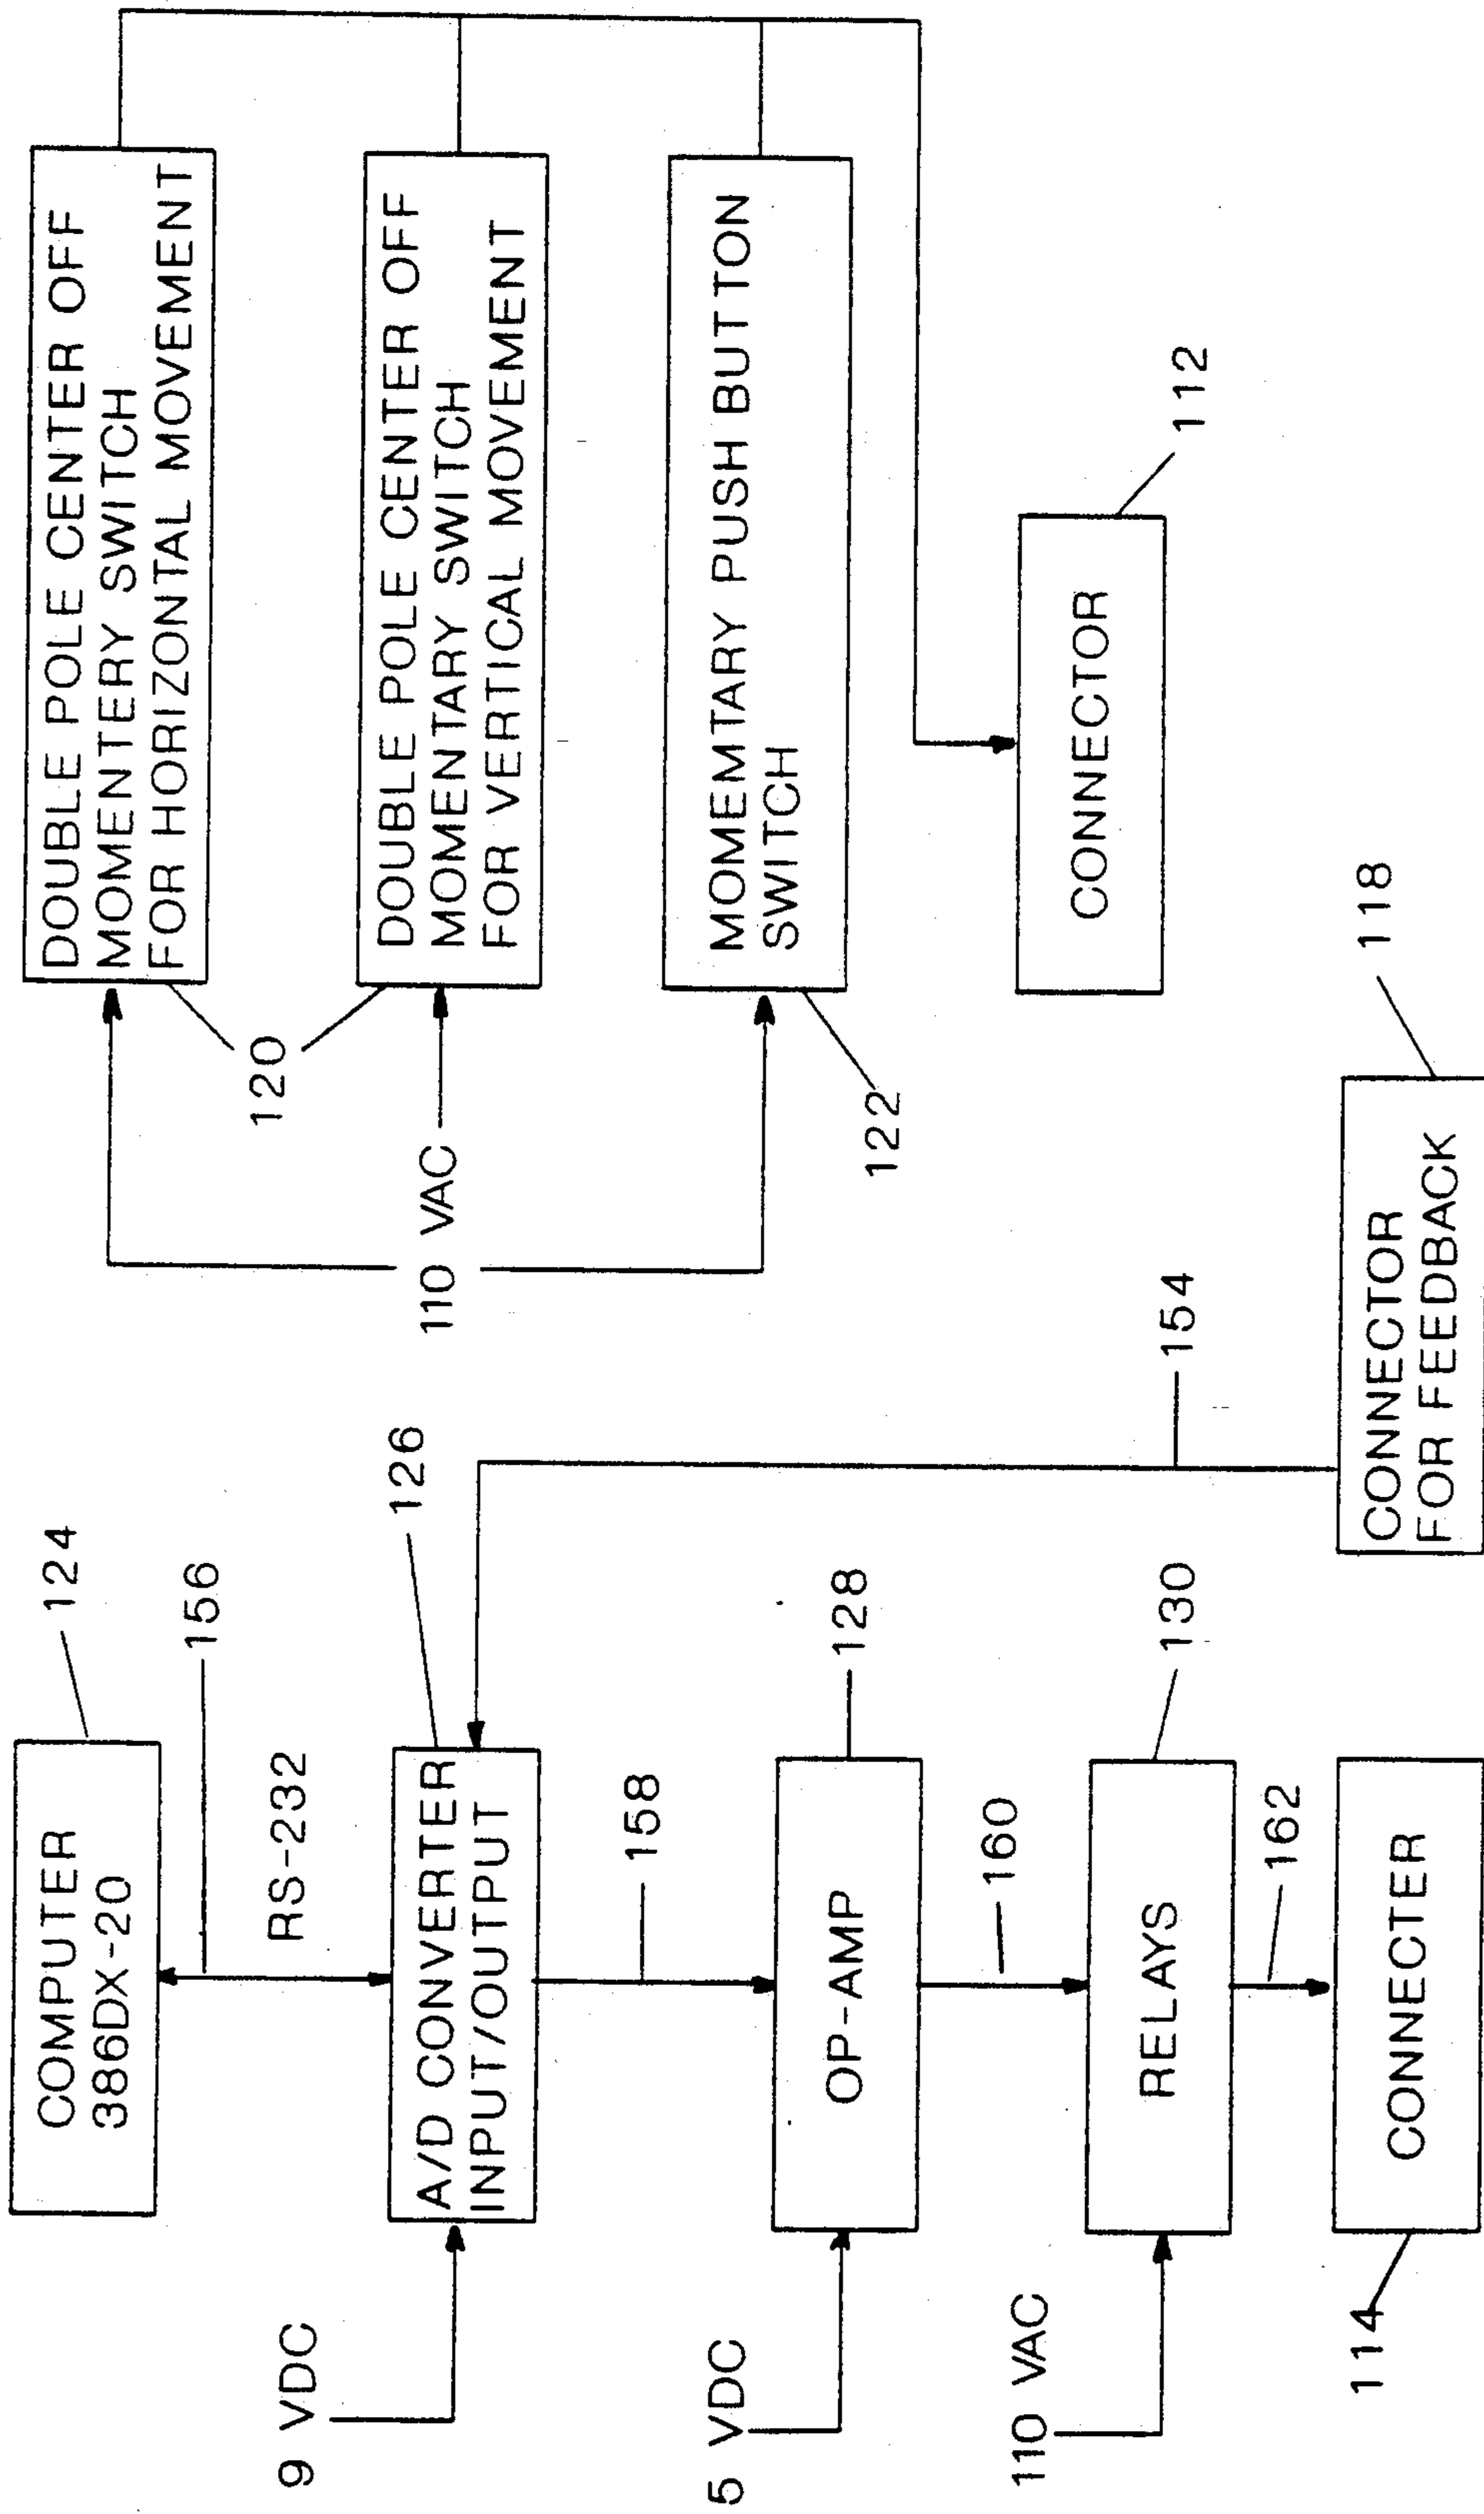 COMPUTER
386DX-20
124
156
RS-232
9 VDC
A/D CONVERTER
INPUT/OUTPUT
126
158
5 VDC
OP-AMP
128
160
110 VAC
RELAYS
130
162
CONNECTER
114
154
CONNECTOR
FOR FEEDBACK
118
DOUBLE POLE CENTER OFF
MOMENTERY SWITCH
FOR HORIZONTAL MOVEMENT
120
DOUBLE POLE CENTER OFF
MOMENTARY SWITCH
FOR VERTICAL MOVEMENT
110 VAC
MOMEMTARY PUSH BUTTON
SWITCH
122
CONNECTOR
112